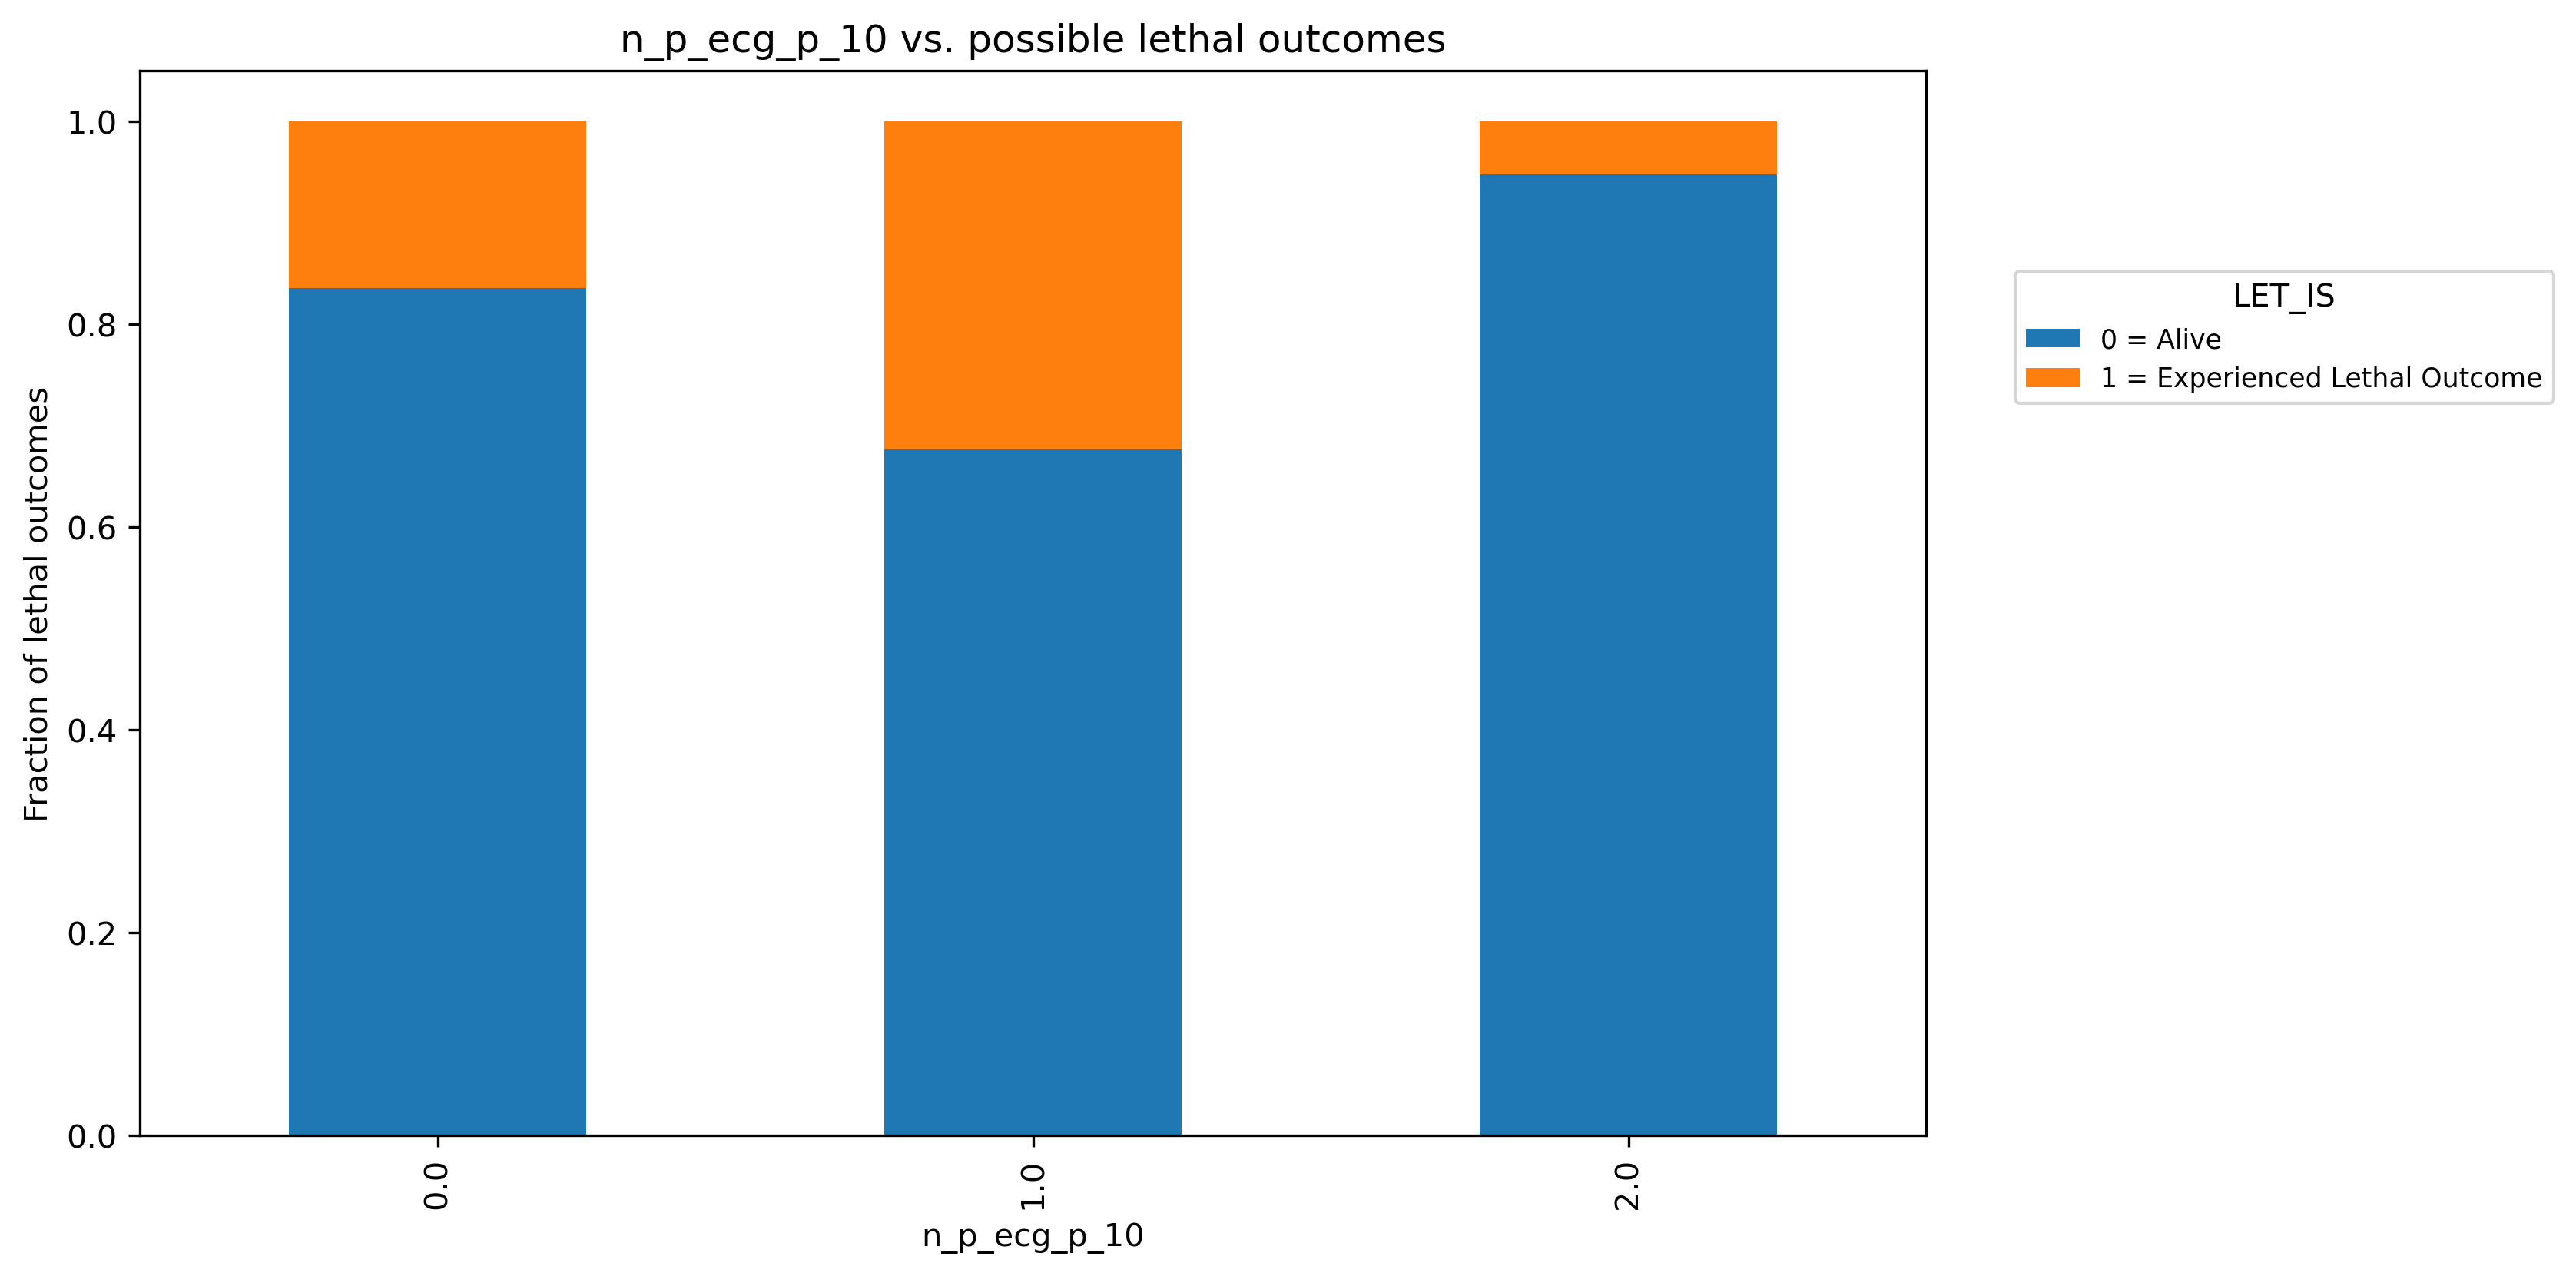 n_p_ecg_p_10 vs. possible lethal outcomes
Fraction of lethal outcomes
1.0
0.8
0.6
0.4
0.2
0.0
0.0
1.0
2.0
n_p_ecg_p_10
LET_IS
0 = Alive
1 = Experienced Lethal Outcome